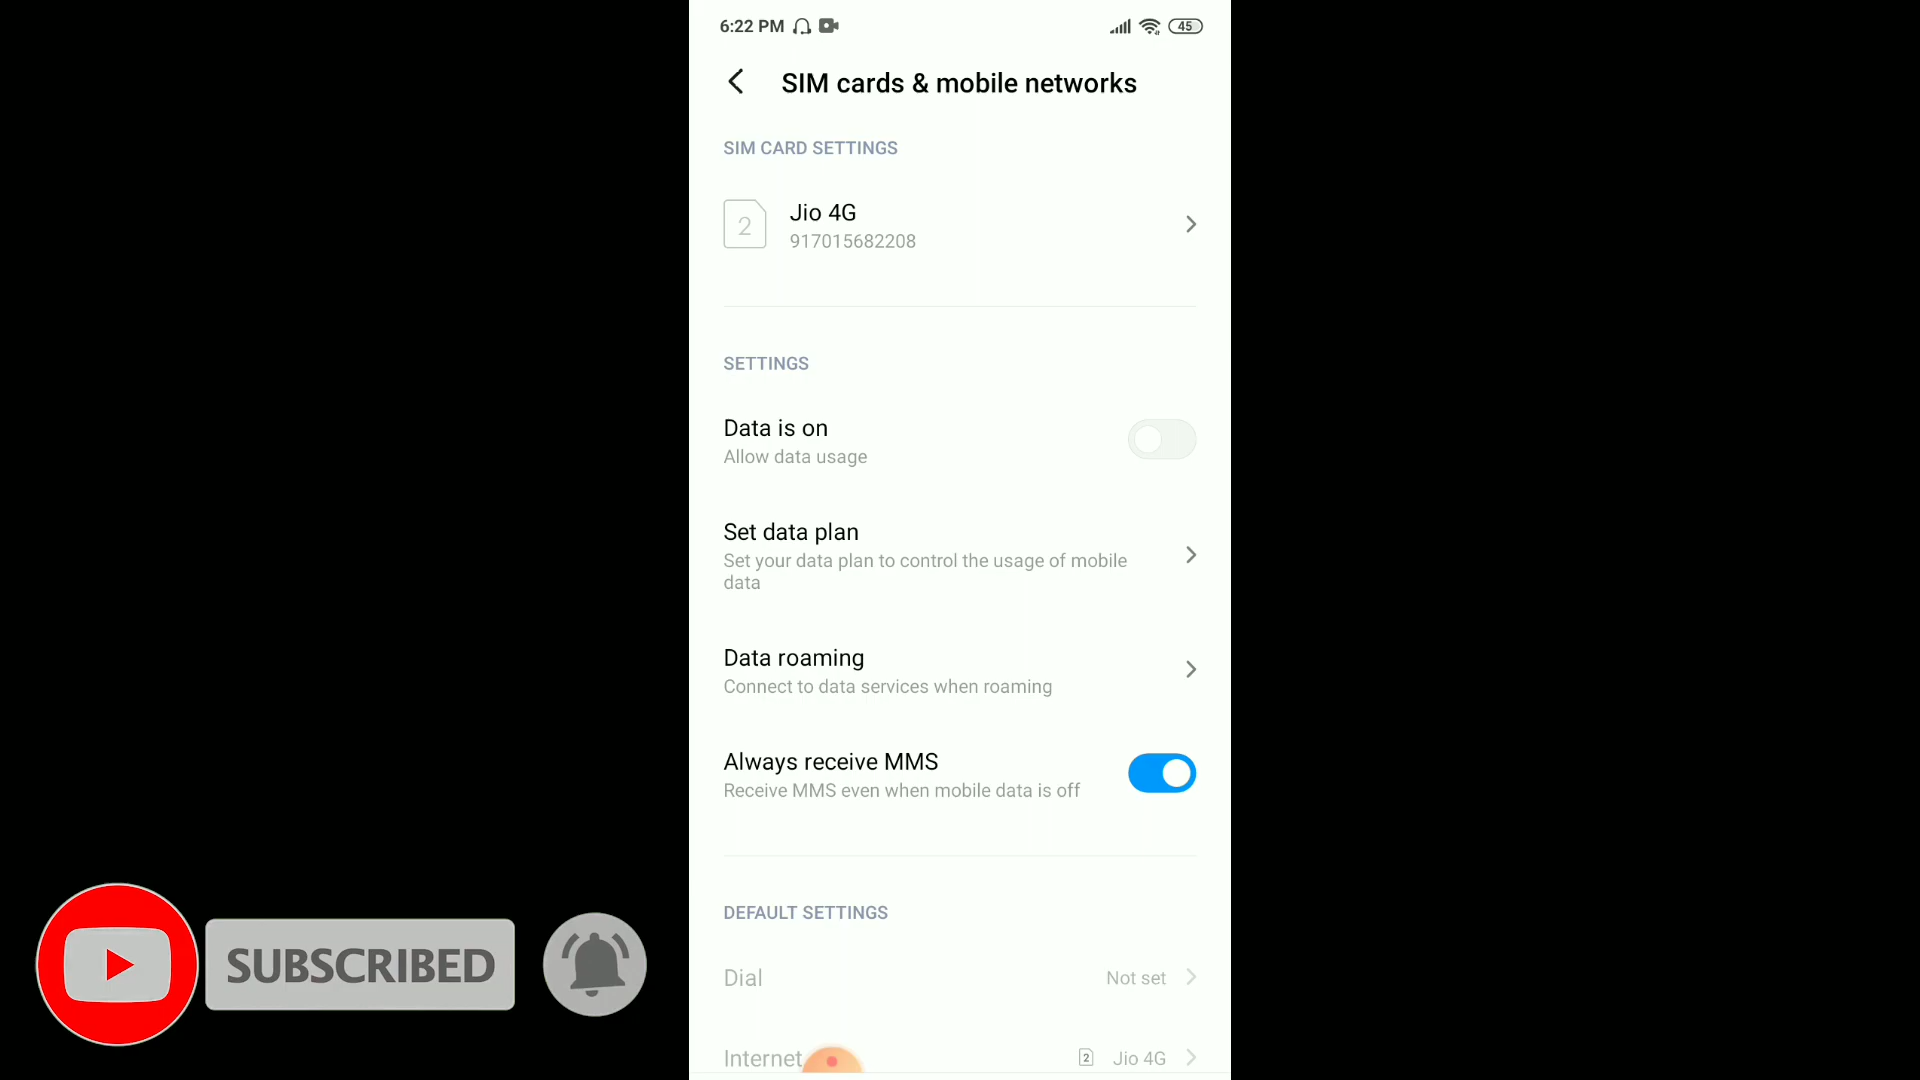 6:22 PM
45
SIM cards & mobile networks
SIM CARD SETTINGS
2
Jio 4G
917015682208
SETTINGS
Data is on
Allow data usage
Set data plan
Set your data plan to control the usage of mobile
data
Data roaming
Connect to data services when roaming
Always receive MMS
Receive MMS even when mobile data is off
DEFAULT SETTINGS
Dial Not set
Internet 2 Jio 4G
SUBSCRIBED